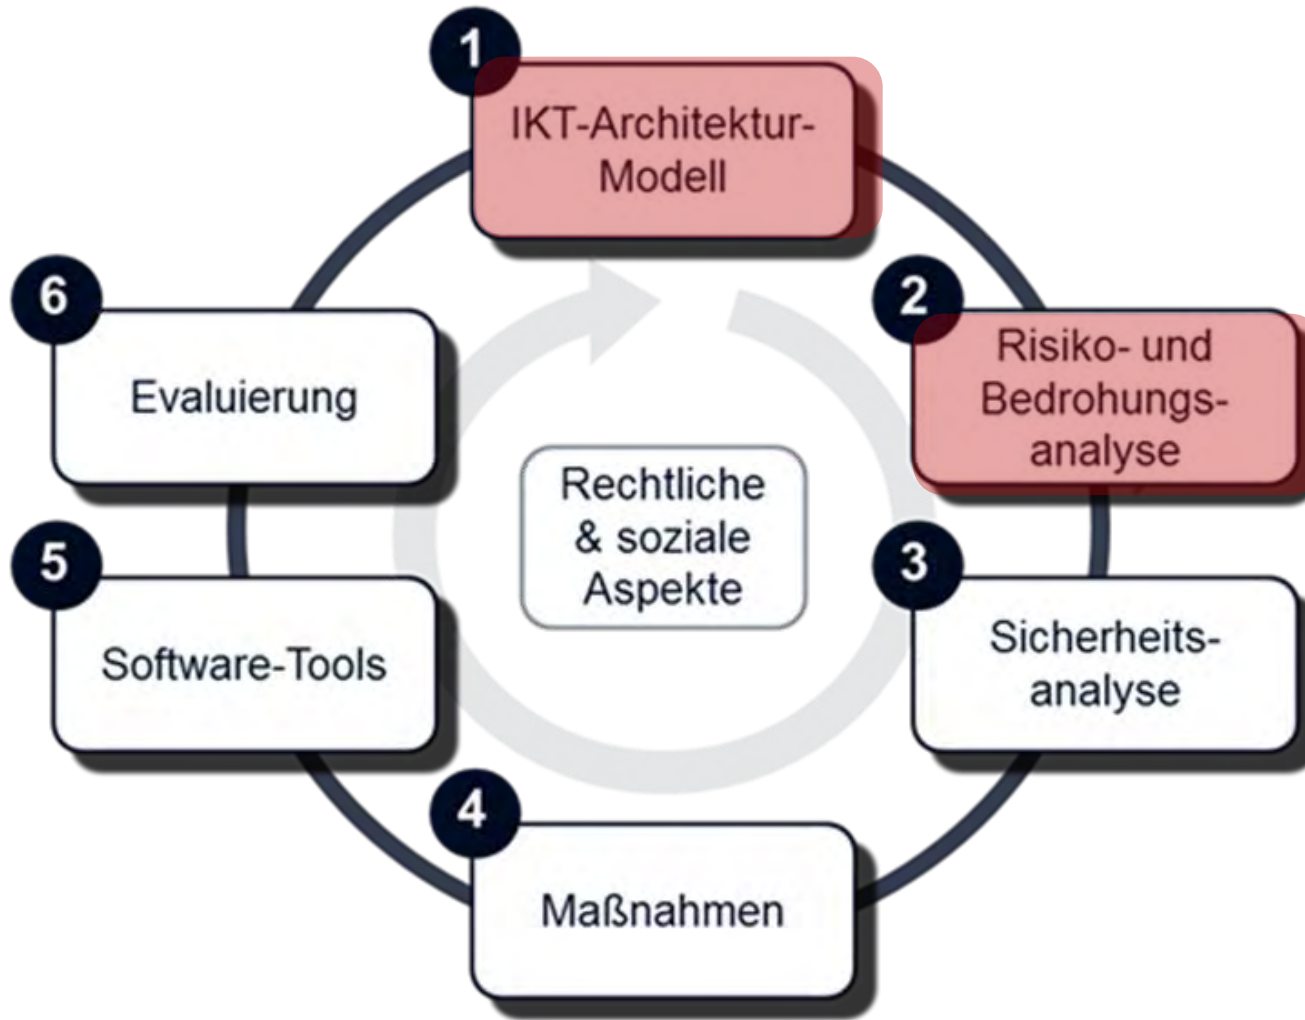 1
IKT-Architektur-
Modell
2
Risiko- und
Bedrohungs-
analyse
3
Sicherheits-
analyse
4
Maßnahmen
5
Software-Tools
6
Evaluierung
Rechtliche
& soziale
Aspekte